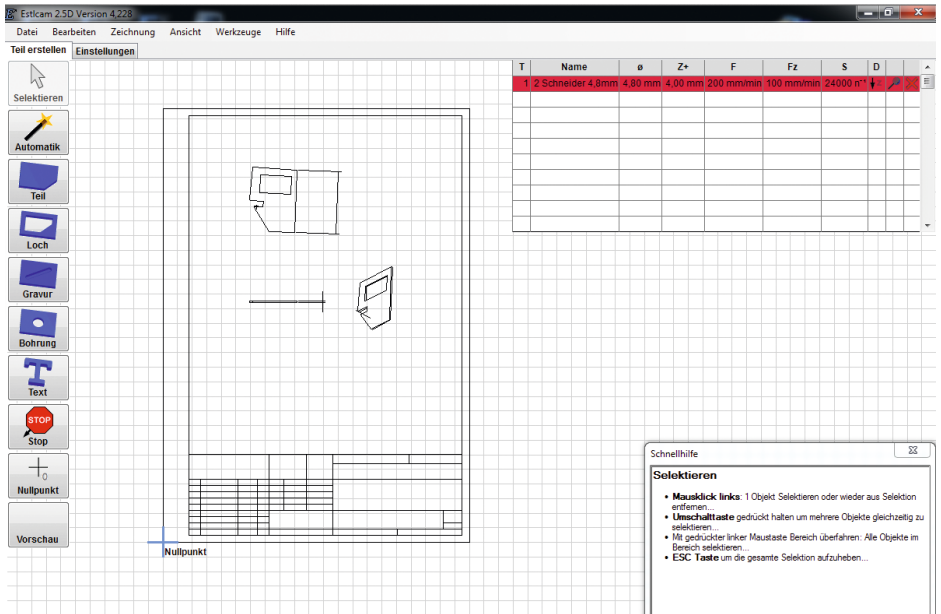 Estlcam 2.5D Version 4,228
Datei Bearbeiten Zeichnung Ansicht Werkzeuge Hilfe
Teil erstellen Einstellungen
T Name ø Z+ F Fz S D
1 2 Schneider 4,8mm 4,80 mm 4,00 mm 200 mm/min 100 mm/min 24000
Selektieren
Automatik
Teil
Loch
Gravur
Bohrung
Text
STOP
Stop
0
Nullpunkt
Vorschau
Nullpunkt
Schnellhilfe
Selektieren
• Mausklick links: 1 Objekt Selektieren oder wieder aus Selektion
entfernen...
• Umschalttaste gedrückt halten um mehrere Objekte gleichzeitig zu
selektieren...
• Mit gedrückter linker Maustaste Bereich überfahren: Alle Objekte im
Bereich selektieren...
• ESC Taste um die gesamte Selektion aufzuheben...